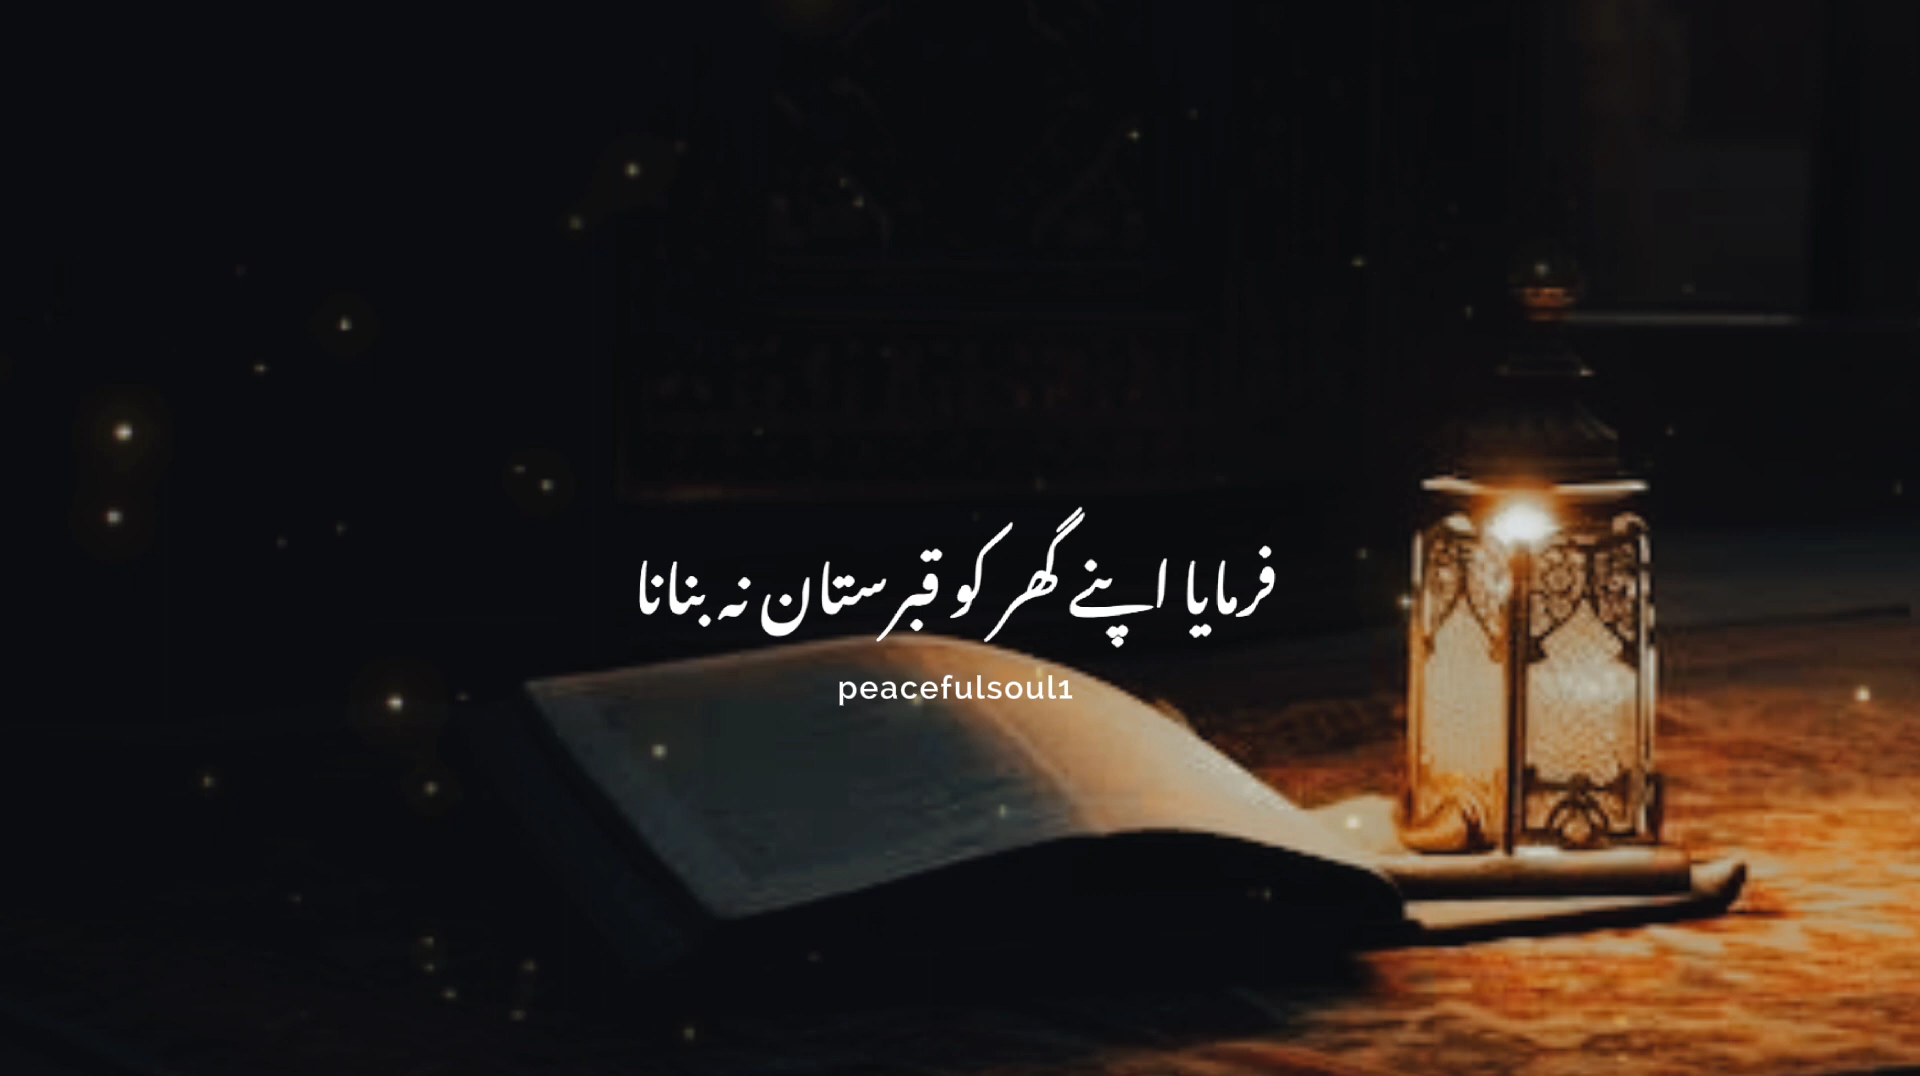 فرمایا اپنے گھر کو قبرستان نہ بنانا
peacefulsoul1